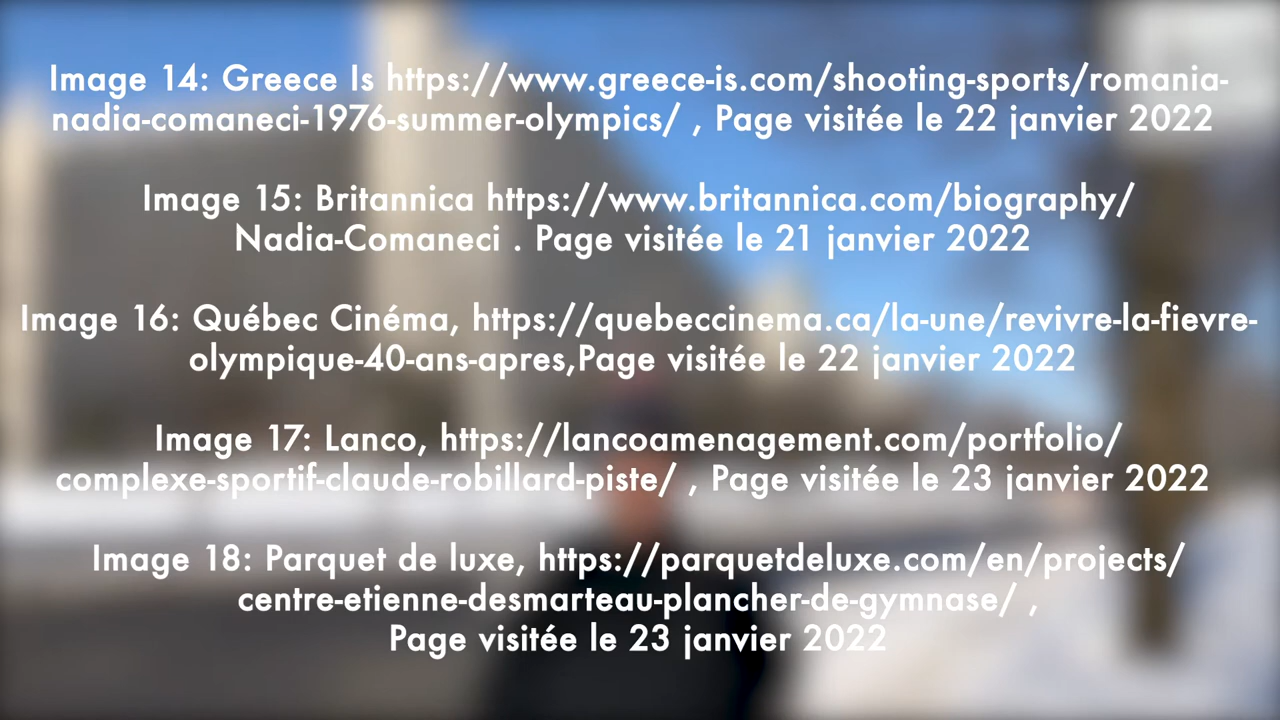 Image 14: Greece Is https://www.greece-is.com/shooting-sports/romania-
nadia-comaneci-1976-summer-olympics/ , Page visitée le 22 janvier 2022
Image 15: Britannica https://www.britannica.com/biography/
Nadia-Comaneci . Page visitée le 21 janvier 2022
Image 16: Québec Cinéma, https://quebeccinema.ca/la-une/revivre-la-fievre-
olympique-40-ans-apres,Page visitée le 22 janvier 2022
Image 17: Lanco, https://lancoamenagement.com/portfolio/
complexe-sportif-claude-robillard-piste/ , Page visitée le 23 janvier 2022
Image 18: Parquet de luxe, https://parquetdeluxe.com/en/projects/
centre-etienne-desmarteau-plancher-de-gymnase/ ,
Page visitée le 23 janvier 2022